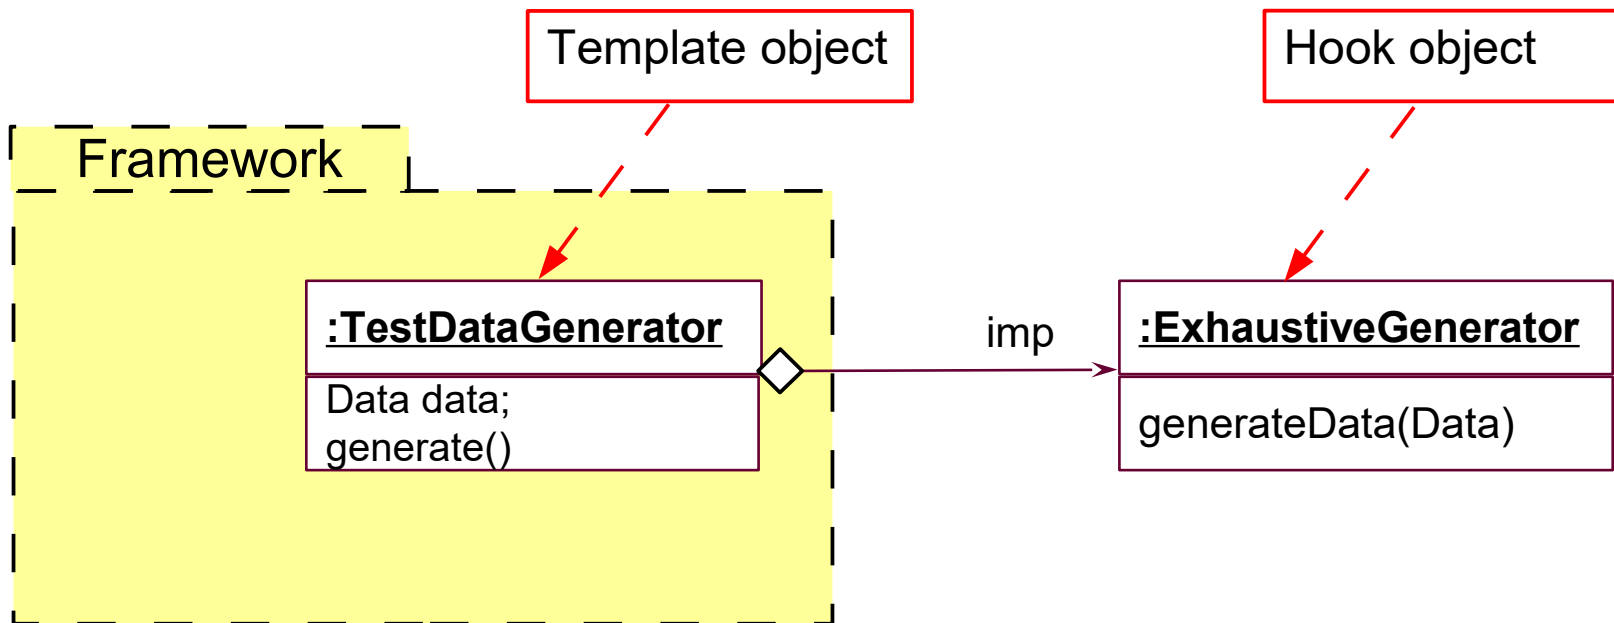 Template object
Hook object
Framework
:TestDataGenerator
Data data;
generate()
imp
:ExhaustiveGenerator
generateData(Data)